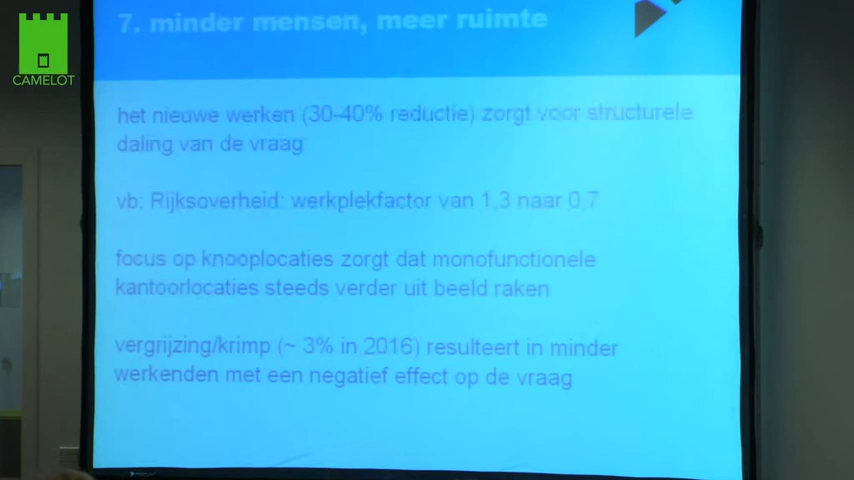 7. minder mensen, meer ruimte
CAMELOT
het nieuwe werken (30-40% reductie) zorgt voor structurele
daling van de vraag
vb: Rijksoverheid: werkplekfactor van 1,3 naar 0,7
focus op knooplocaties zorgt dat monofunctionele
kantoorlocaties steeds verder uit beeld raken
vergrijzing/krimp (~ 3% in 2016) resulteert in minder
werkenden met een negatief effect op de vraag